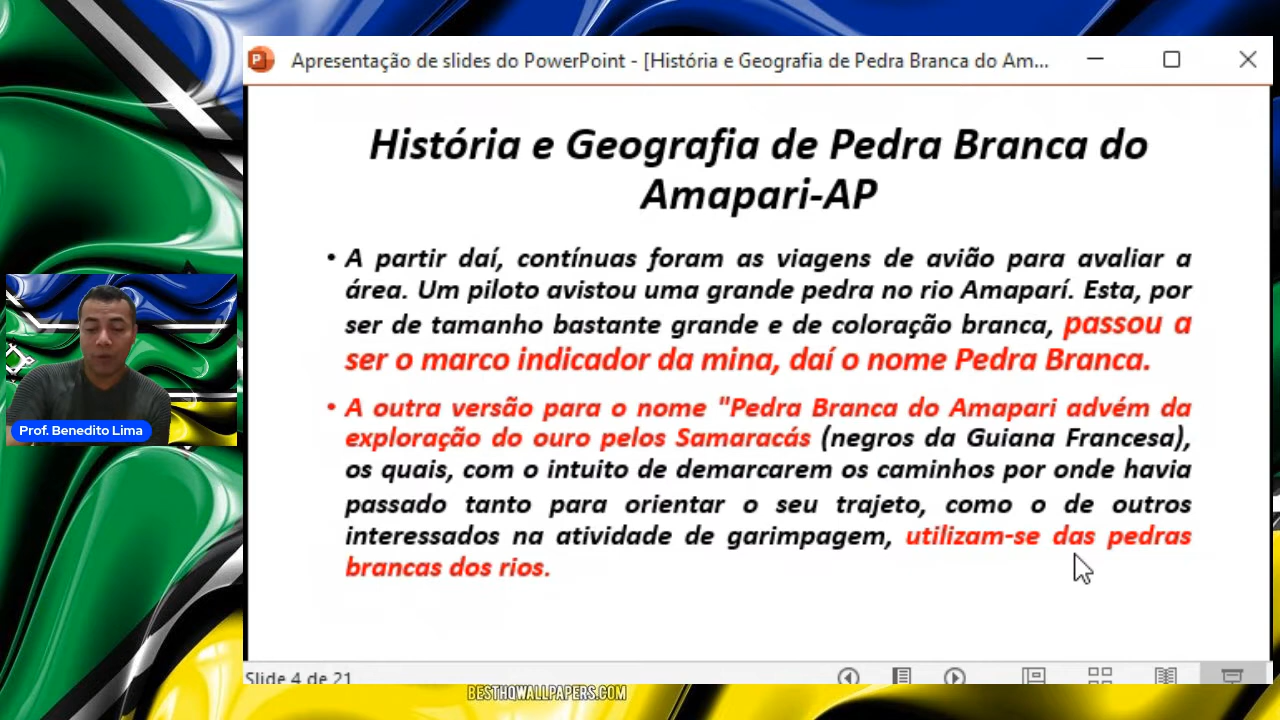 Apresentação de slides do PowerPoint - [História e Geografia de Pedra Branca do Am...
História e Geografia de Pedra Branca do
Amapari-AP
• A partir daí, contínuas foram as viagens de avião para avaliar a
área. Um piloto avistou uma grande pedra no rio Amaparí. Esta, por
ser de tamanho bastante grande e de coloração branca, passou a
ser o marco indicador da mina, daí o nome Pedra Branca.
• A outra versão para o nome "Pedra Branca do Amapari advém da
exploração do ouro pelos Samaracás (negros da Guiana Francesa),
os quais, com o intuito de demarcarem os caminhos por onde havia
passado tanto para orientar o seu trajeto, como o de outros
interessados na atividade de garimpagem, utilizam-se das pedras
brancas dos rios.
Prof. Benedito Lima
Slide 4 de 21
BESTHQWALLPAPERS.COM